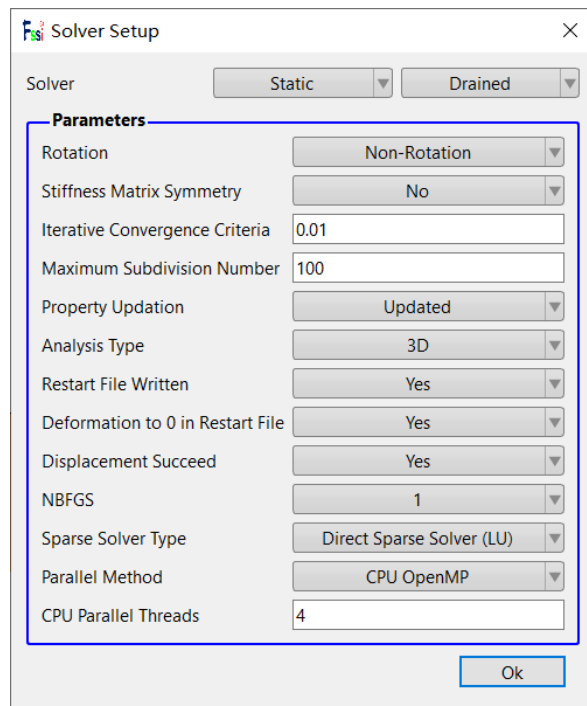 Fssi Solver Setup
Solver Static Drained
Parameters
Rotation Non-Rotation
Stiffness Matrix Symmetry No
Iterative Convergence Criteria 0.01
Maximum Subdivision Number 100
Property Updation Updated
Analysis Type 3D
Restart File Written Yes
Deformation to 0 in Restart File Yes
Displacement Succeed Yes
NBFGS 1
Sparse Solver Type Direct Sparse Solver (LU)
Parallel Method CPU OpenMP
CPU Parallel Threads 4
Ok